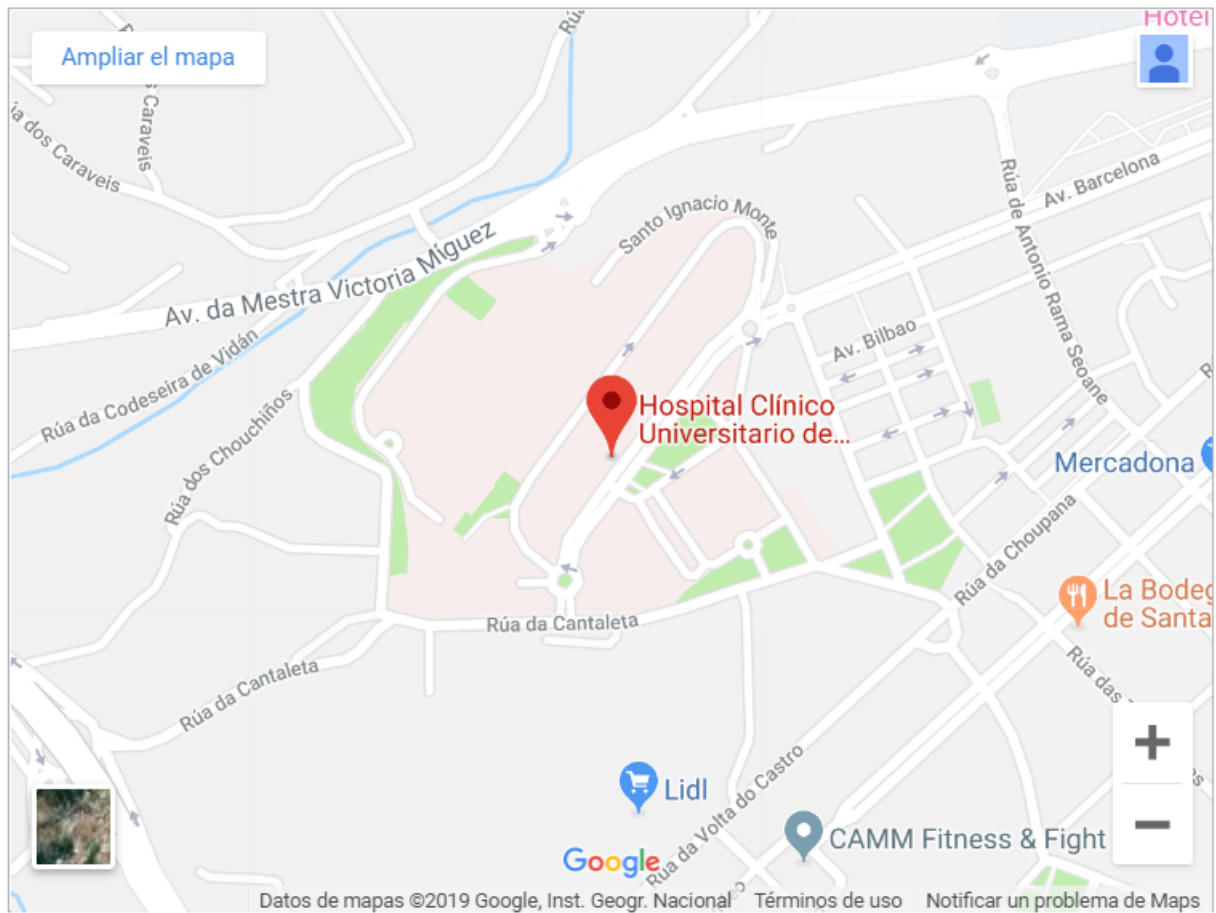 Hotel
Ampliar el mapa
Rúa
Caraveis
Caraveis
Rúa de Antonio Rama Seoane
Av. Barcelona
Santo Ignacio Monte
Av. da Mestra Victoria Míguez
Av. Bilbao
Rúa da Codeseira de Vidán
Rúa dos Chouchiños
Hospital Clínico
Universitario de...
Mercadona
Rúa da Choupana
La Bodeg
de Santa
Rúa da Cantaleta
Rúa da Cantaleta
Rúa das
+
Rúa da Volta do Castro
Lidl
−
CAMM Fitness & Fight
Google
Datos de mapas ©2019 Google, Inst. Geogr. Nacional Términos de uso Notificar un problema de Maps